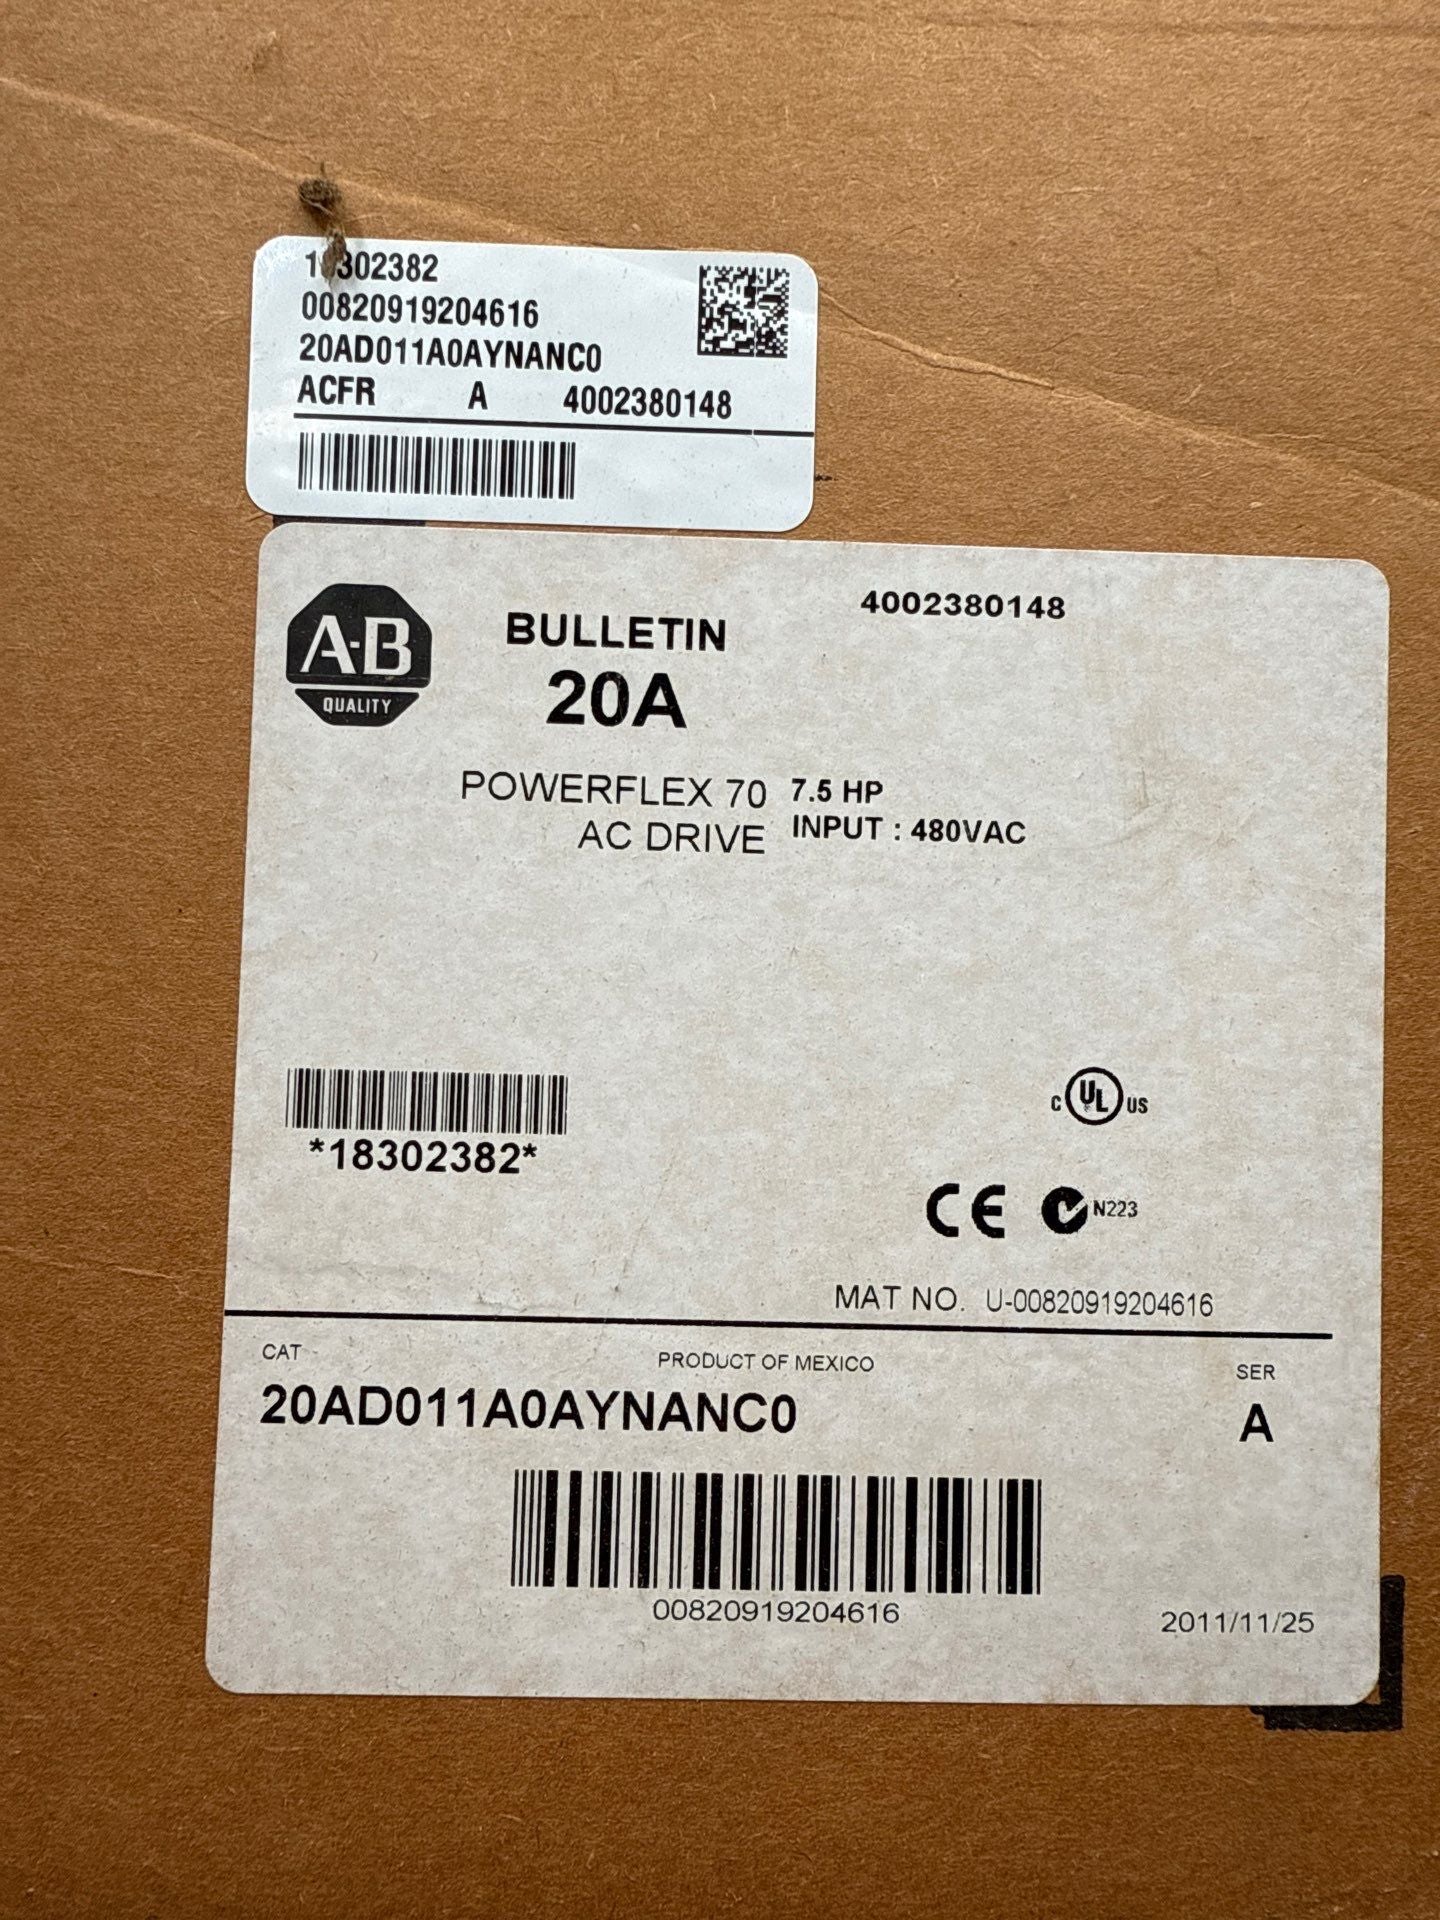 18302382
00820919204616
20AD011A0AYNANC0
ACFR A 4002380148
A-B
QUALITY
BULLETIN
20A
4002380148
POWERFLEX 70 7.5 HP
AC DRIVE INPUT : 480VAC
*18302382*
C UL US
CE N223
MAT NO. U-00820919204616
CAT PRODUCT OF MEXICO SER
20AD011A0AYNANC0 A
00820919204616
2011/11/25